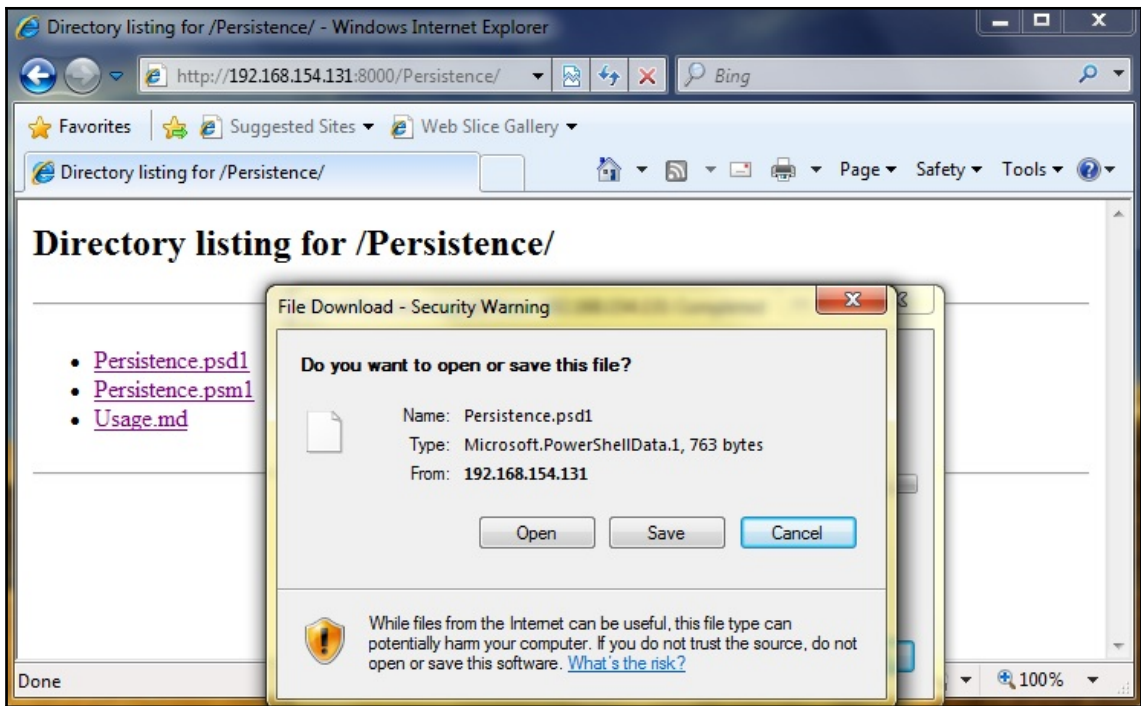 Directory listing for /Persistence/ - Windows Internet Explorer
http://192.168.154.131:8000/Persistence/
Bing
Favorites
Suggested Sites
Web Slice Gallery
Directory listing for /Persistence/
Page
Safety
Tools
Directory listing for /Persistence/
File Download - Security Warning
Do you want to open or save this file?
Persistence.psd1
Persistence.psm1
Usage.md
Name: Persistence.psd1
Type: Microsoft.PowerShellData.1, 763 bytes
From: 192.168.154.131
Open
Save
Cancel
While files from the Internet can be useful, this file type can
potentially harm your computer. If you do not trust the source, do not
open or save this software. What's the risk?
Done
100%